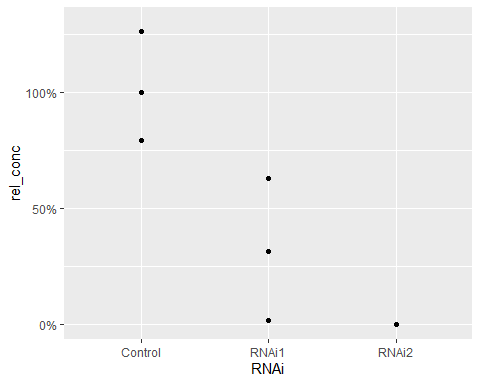 rel_conc
100%
50%
0%
Control RNAi1 RNAi2
RNAi